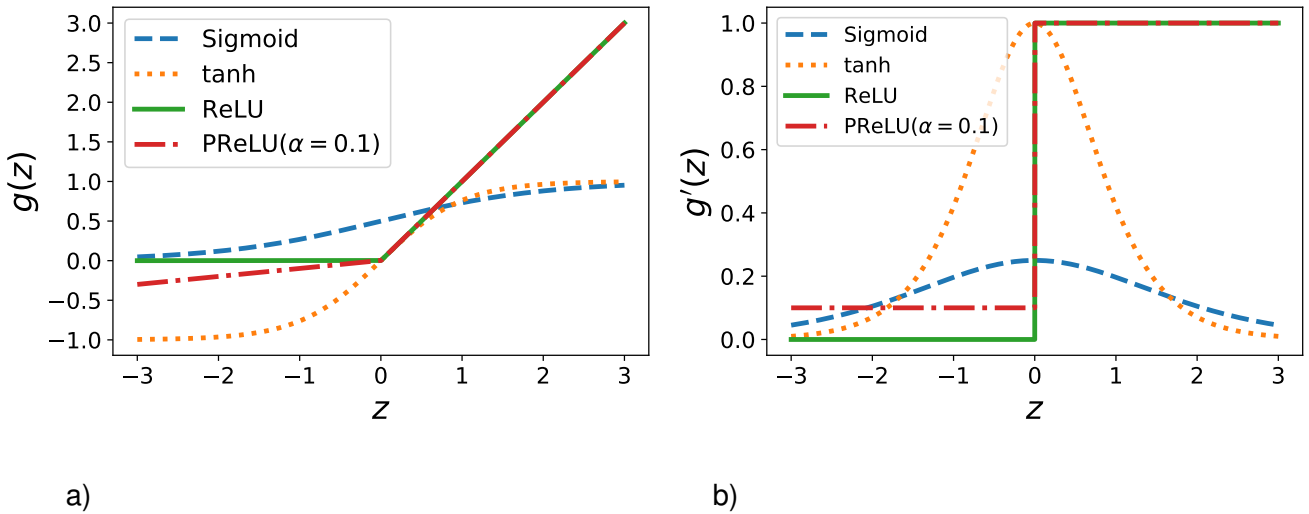 3.0
2.5
2.0
1.5
1.0
0.5
0.0
−0.5
−1.0
g(z)
Sigmoid
tanh
ReLU
PReLU(α = 0.1)
−3 −2 −1 0 1 2 3
z
a)
1.0
0.8
0.6
0.4
0.2
0.0
g′(z)
Sigmoid
tanh
ReLU
PReLU(α = 0.1)
−3 −2 −1 0 1 2 3
z
b)